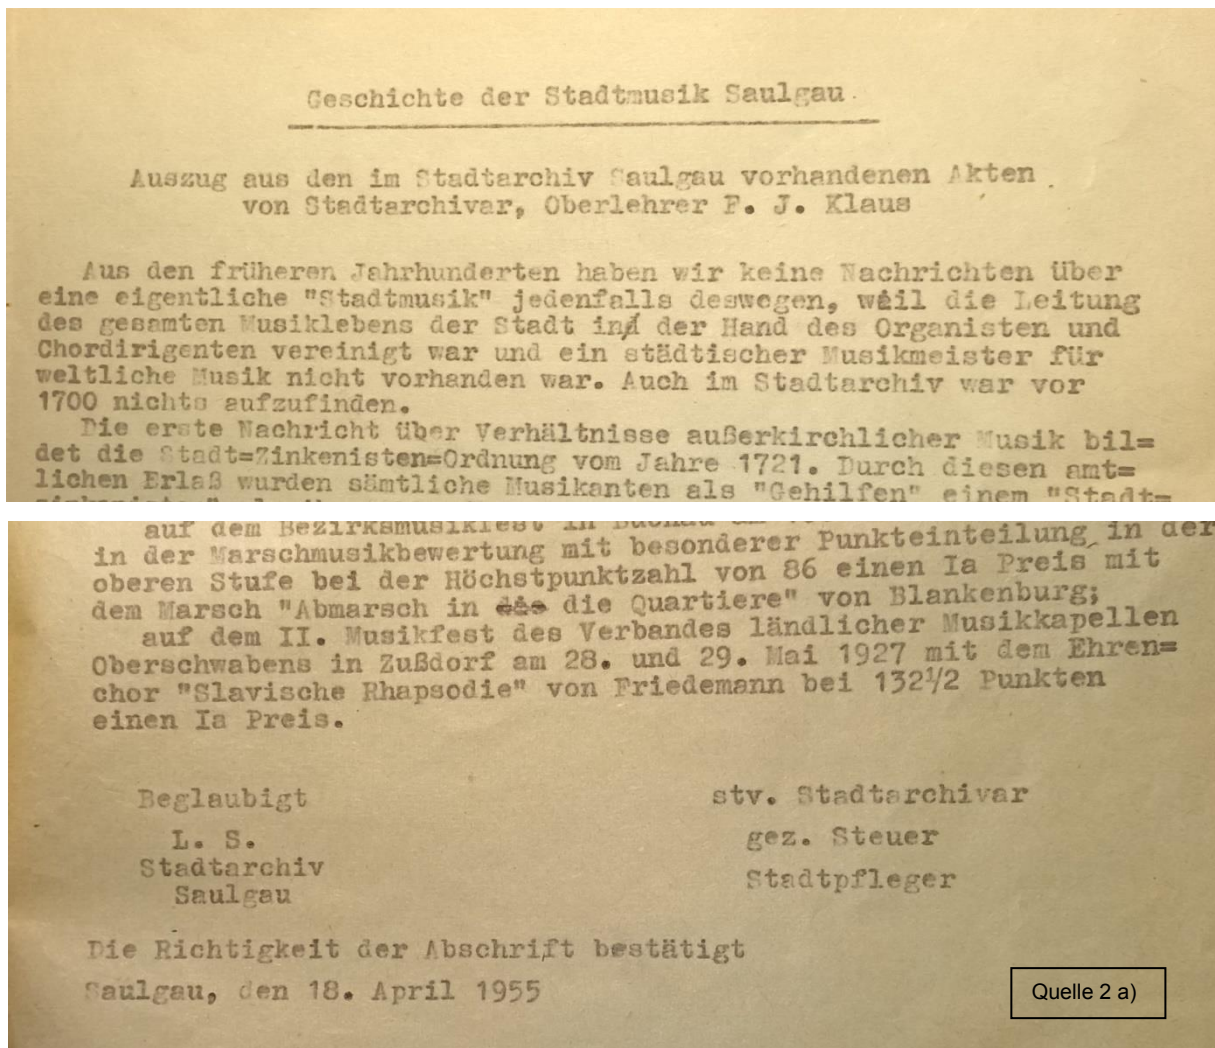 Geschichte der Stadtmusik Saulgau.
Auszug aus den im Stadtarchiv Saulgau vorhandenen Akten
von Stadtarchivar, Oberlehrer F. J. Klaus
Aus den früheren Jahrhunderten haben wir keine Nachrichten über
eine eigentliche "Stadtmusik" jedenfalls deswegen, weil die Leitung
des gesamten Musiklebens der Stadt in der Hand des Organisten und
Chordirigenten vereinigt war und ein städtischer Musikmeister für
weltliche Musik nicht vorhanden war. Auch im Stadtarchiv war vor
1700 nichts aufzufinden.
Die erste Nachricht über Verhältnisse außerkirchlicher Musik bil=
det die Stadt=Zinkenisten=Ordnung vom Jahre 1721. Durch diesen amt=
lichen Erlaß wurden sämtliche Musikanten als "Gehilfen" einem "Stadt=
auf dem Bezirksmusikfest in
in der Marschmusikbewertung mit besonderer Punkteinteilung in der
oberen Stufe bei der Höchstpunktzahl von 86 einen Ia Preis mit
dem Marsch "Abmarsch in die Quartiere" von Blankenburg;
auf dem II. Musikfest des Verbandes ländlicher Musikkapellen
Oberschwabens in Zußdorf am 28. und 29. Mai 1927 mit dem Ehren=
chor "Slavische Rhapsodie" von Friedemann bei 132½ Punkten
einen Ia Preis.
Beglaubigt stv. Stadtarchivar
L. S. gez. Steuer
Stadtarchiv Stadtpfleger
Saulgau
Die Richtigkeit der Abschrift bestätigt
Saulgau, den 18. April 1955
Quelle 2 a)